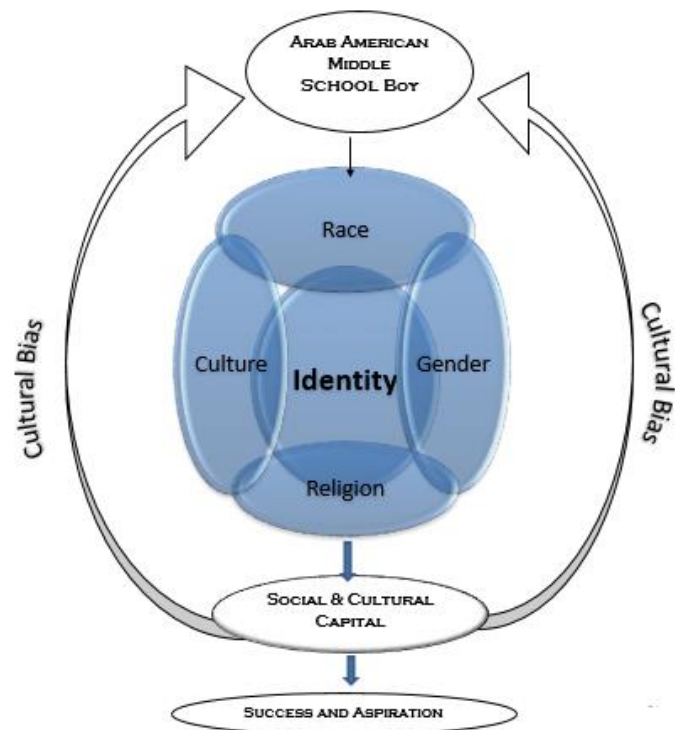 ARAB AMERICAN
MIDDLE
SCHOOL BOY
Race
Culture
Identity
Gender
Religion
Cultural Bias
Cultural Bias
SOCIAL & CULTURAL
CAPITAL
SUCCESS AND ASPIRATION